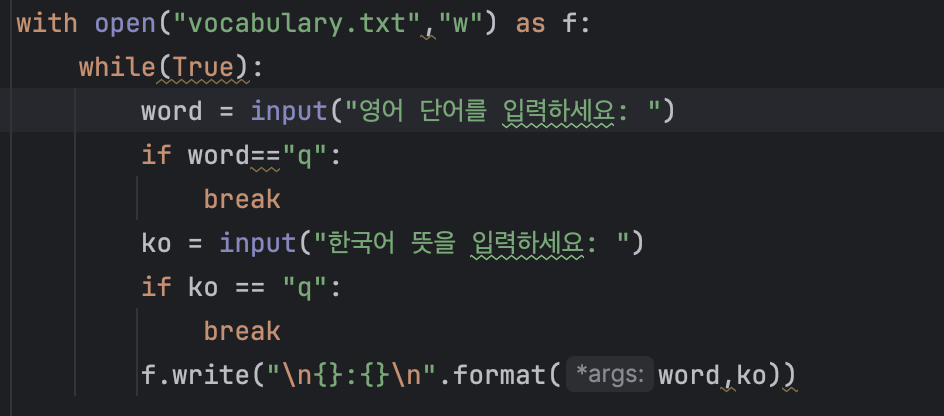 with open("vocabulary.txt","w") as f:
    while(True):
        word = input("영어 단어를 입력하세요: ")
        if word=="q":
            break
        ko = input("한국어 뜻을 입력하세요: ")
        if ko == "q":
            break
        f.write("\n{}:{}\n".format( *args: word,ko))